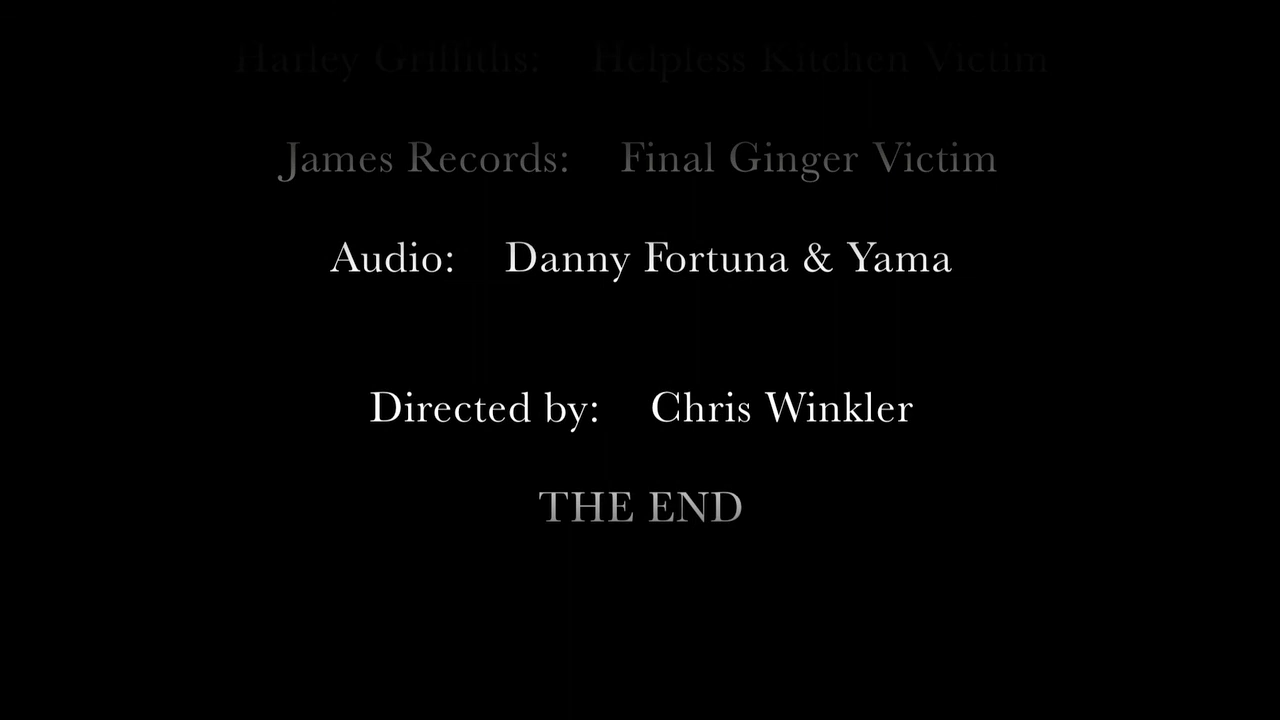 Harley Griffiths: Helpless Kitchen Victim
James Records: Final Ginger Victim
Audio: Danny Fortuna & Yama
Directed by: Chris Winkler
THE END